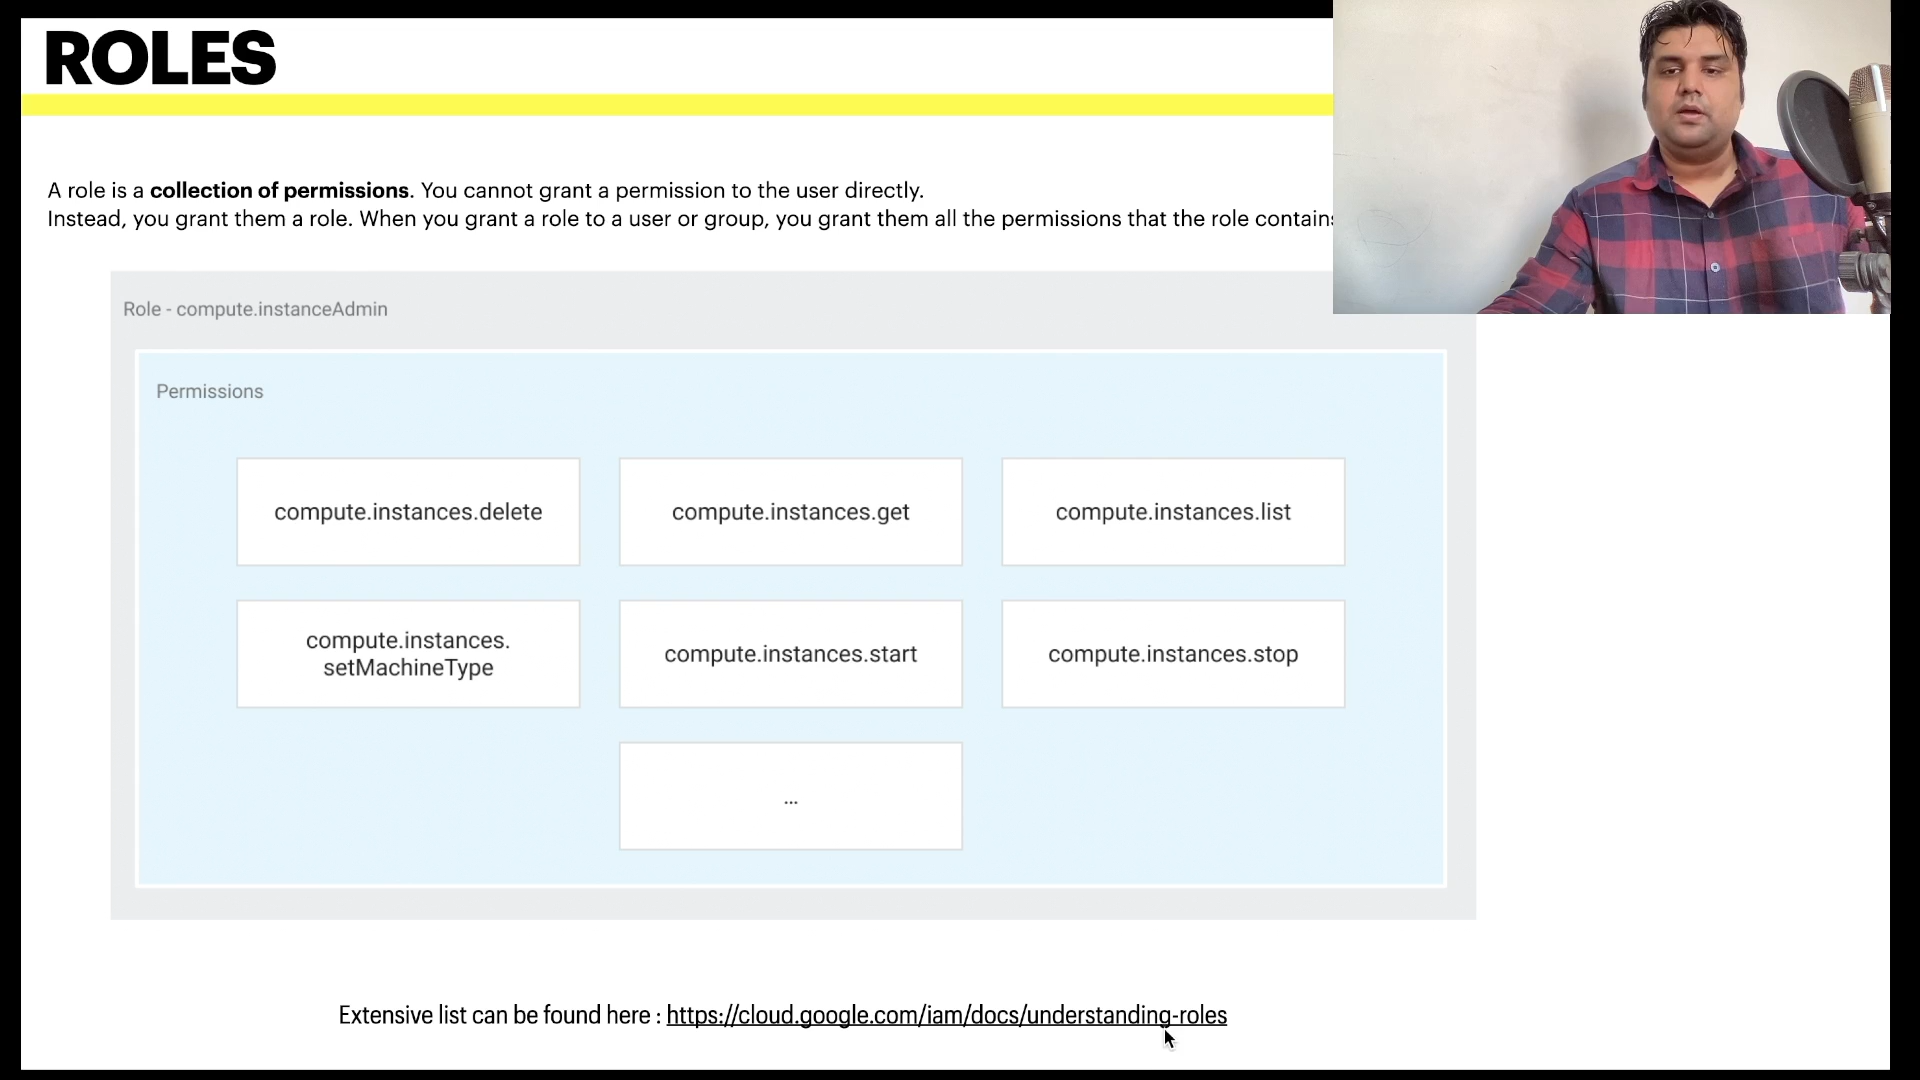 ROLES
A role is a collection of permissions. You cannot grant a permission to the user directly.
Instead, you grant them a role. When you grant a role to a user or group, you grant them all the permissions that the role contains
Role - compute.instanceAdmin
Permissions
compute.instances.delete
compute.instances.get
compute.instances.list
compute.instances.
setMachineType
compute.instances.start
compute.instances.stop
...
Extensive list can be found here : https://cloud.google.com/iam/docs/understanding-roles